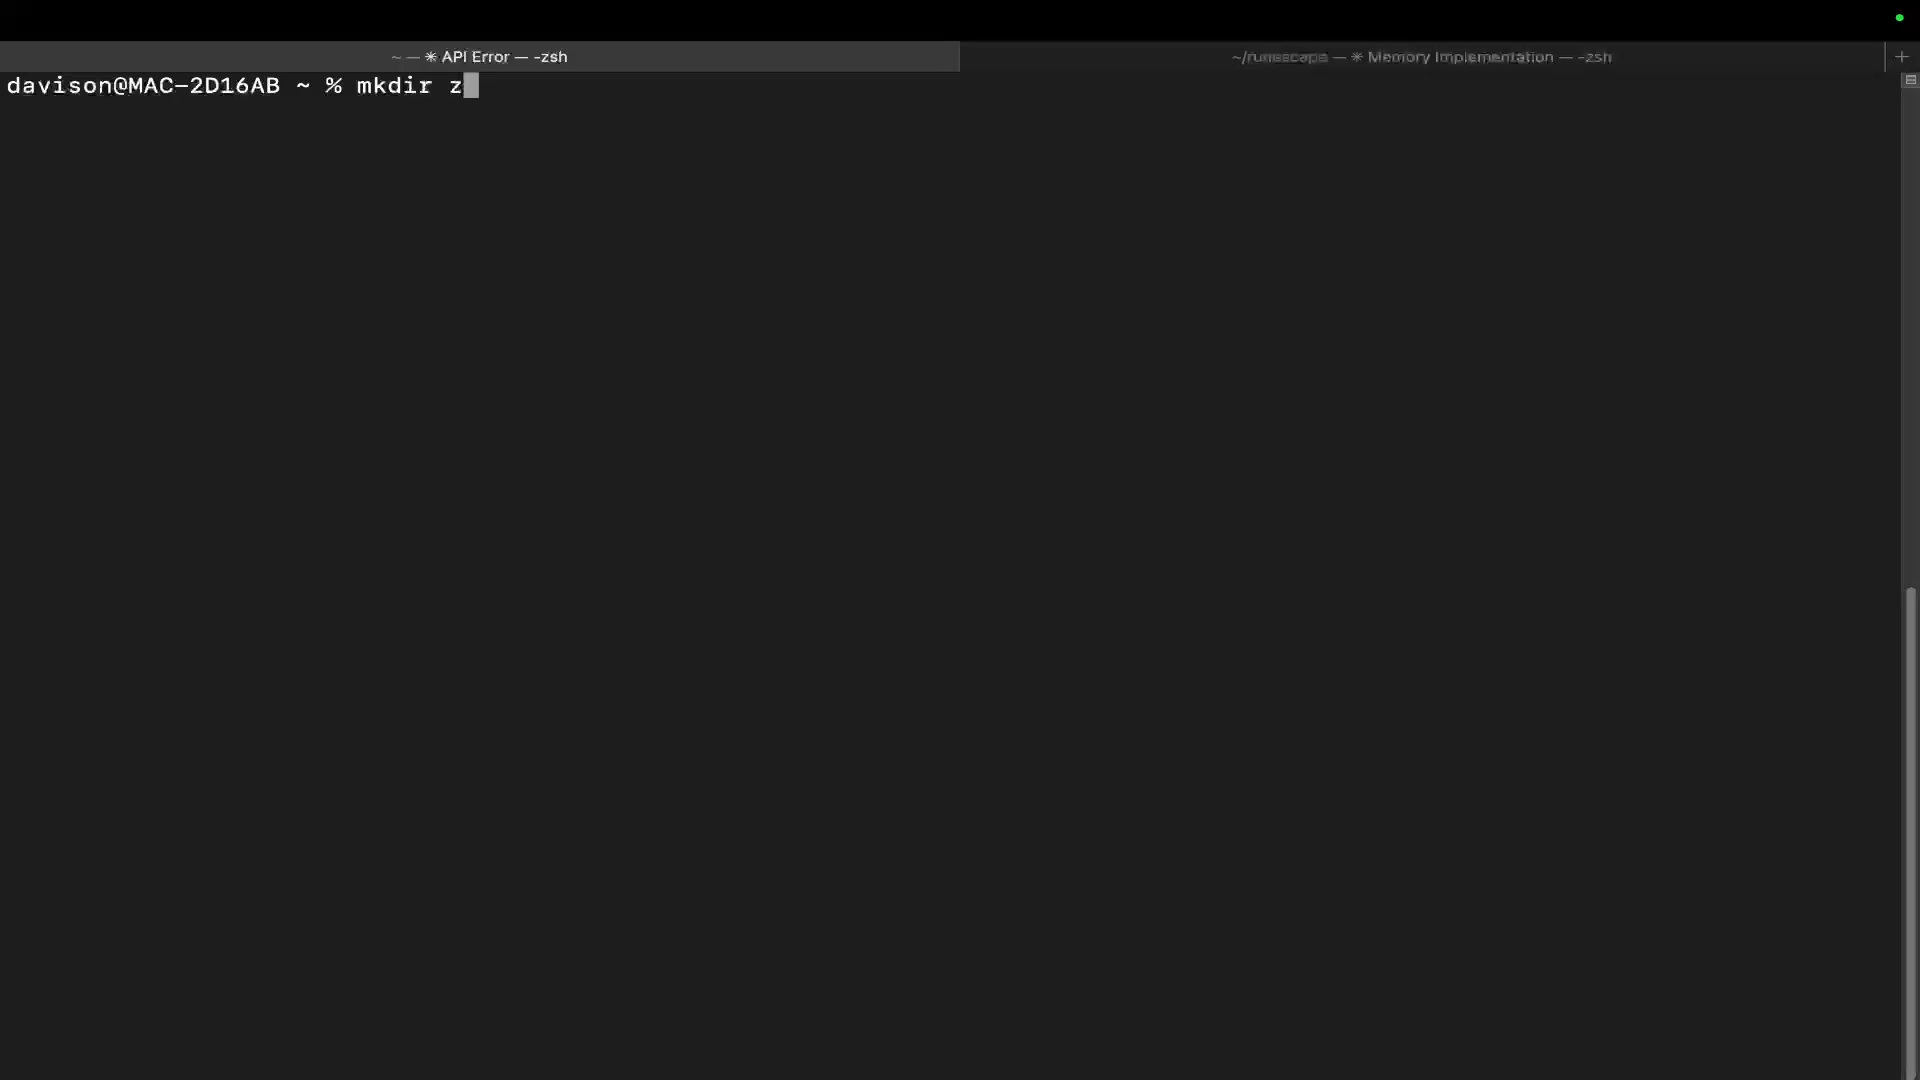 ~ — ✳ API Error — -zsh
~/runescape — ✳ Memory Implementation — -zsh
davison@MAC-2D16AB ~ % mkdir z